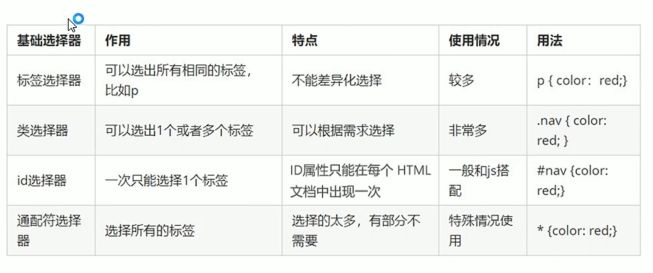 基础选择器 作用 特点 使用情况 用法
标签选择器 可以选出所有相同的标签，
比如p 不能差异化选择 较多 p { color：red;}
类选择器 可以选出1个或者多个标签 可以根据需求选择 非常多 .nav { color:
red; }
id选择器 一次只能选择1个标签 ID属性只能在每个 HTML
文档中出现一次 一般和js搭
配 #nav {color:
red;}
通配符选择
器 选择所有的标签 选择的太多，有部分不
需要 特殊情况使
用 * {color: red;}